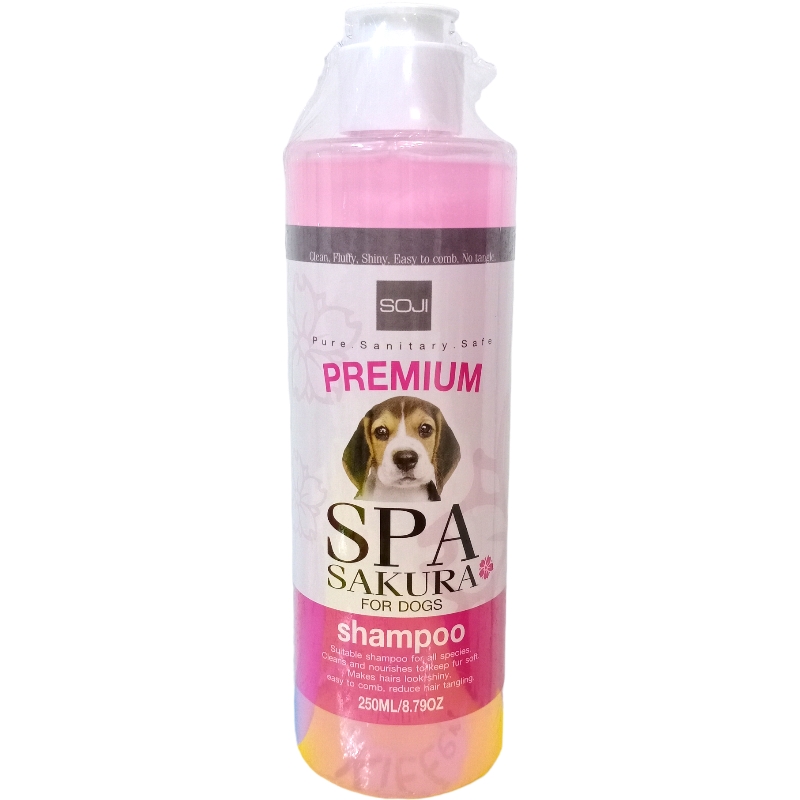 Clean, Fluffy, Shiny, Easy to comb, No tangle.
SOJI
Pure.Sanitary.Safe
PREMIUM
SPA
SAKURA
FOR DOGS
shampoo
Suitable shampoo for all species.
Cleans and nourishes to keep fur soft.
Makes hairs look shiny,
easy to comb, reduce hair tangling.
250ML/8.79OZ